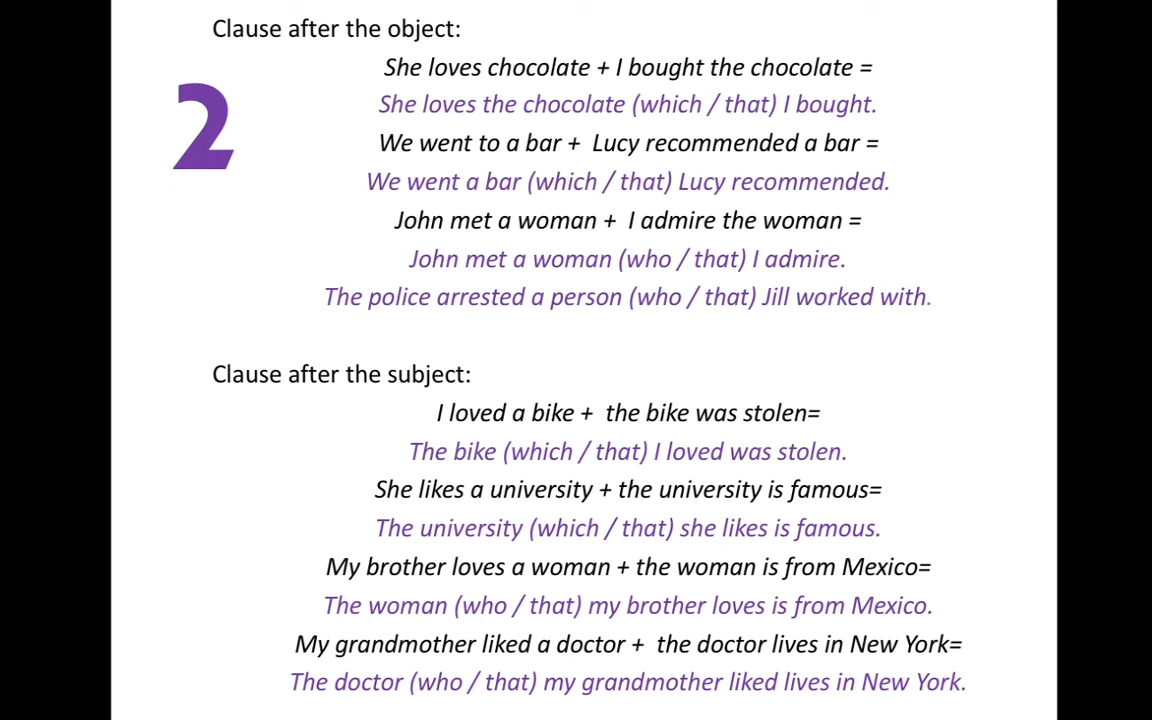 Clause after the object:
She loves chocolate + I bought the chocolate =
She loves the chocolate (which / that) I bought.
2
We went to a bar +  Lucy recommended a bar =
We went a bar (which / that) Lucy recommended.
John met a woman +  I admire the woman =
John met a woman (who / that) I admire.
The police arrested a person (who / that) Jill worked with.
Clause after the subject:
I loved a bike +  the bike was stolen=
The bike (which / that) I loved was stolen.
She likes a university + the university is famous=
The university (which / that) she likes is famous.
My brother loves a woman + the woman is from Mexico=
The woman (who / that) my brother loves is from Mexico.
My grandmother liked a doctor +  the doctor lives in New York=
The doctor (who / that) my grandmother liked lives in New York.